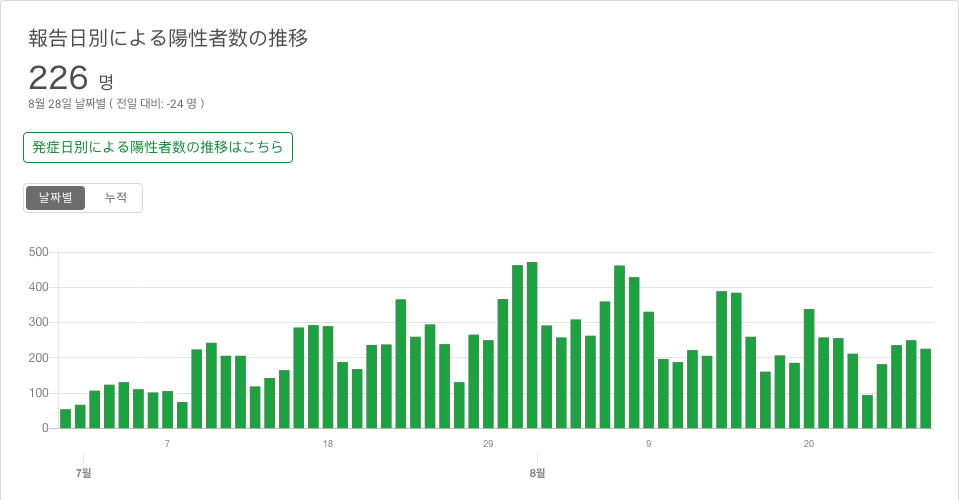 報告日別による陽性者数の推移
226 명
8월 28일 날짜별 ( 전일 대비: -24 명 )
発症日別による陽性者数の推移はこちら
날짜별 누적
500
400
300
200
100
0
7 18 29 9 20
7월 8월